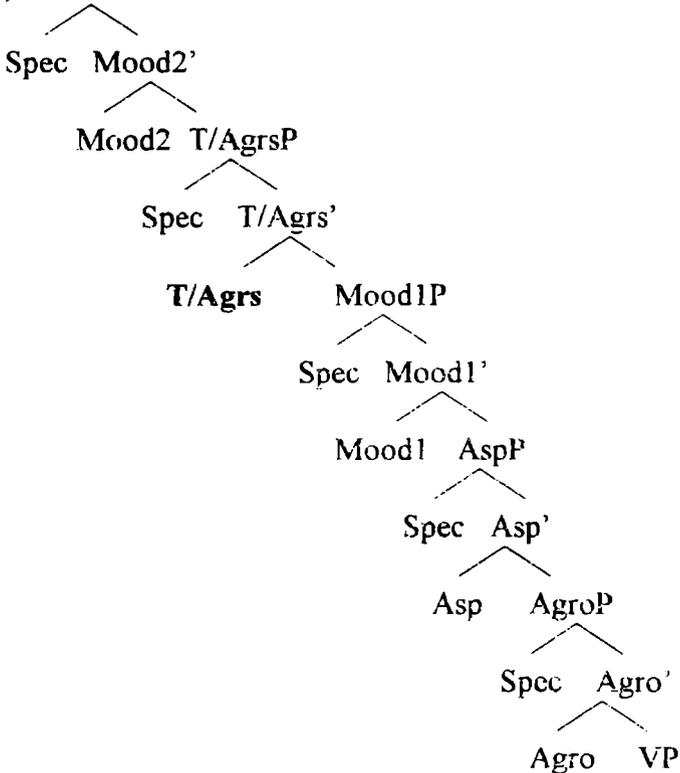 Spec Mood2’
Mood2 T/AgrsP
Spec T/Agrs’
T/Agrs Mood1P
Spec Mood1’
Mood1 AspP
Spec Asp’
Asp AgroP
Spec Agro’
Agro VP